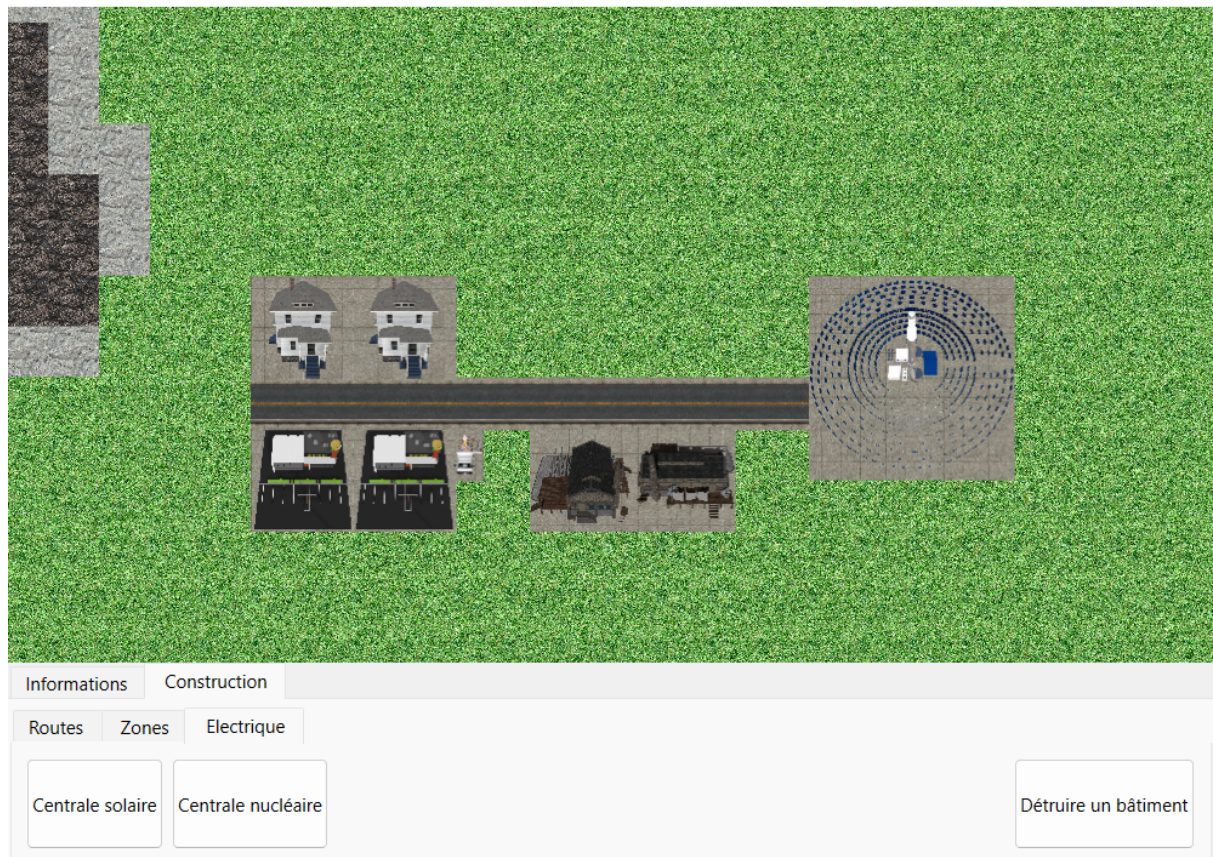 Informations Construction
Routes Zones Electrique
Centrale solaire Centrale nucléaire Détruire un bâtiment